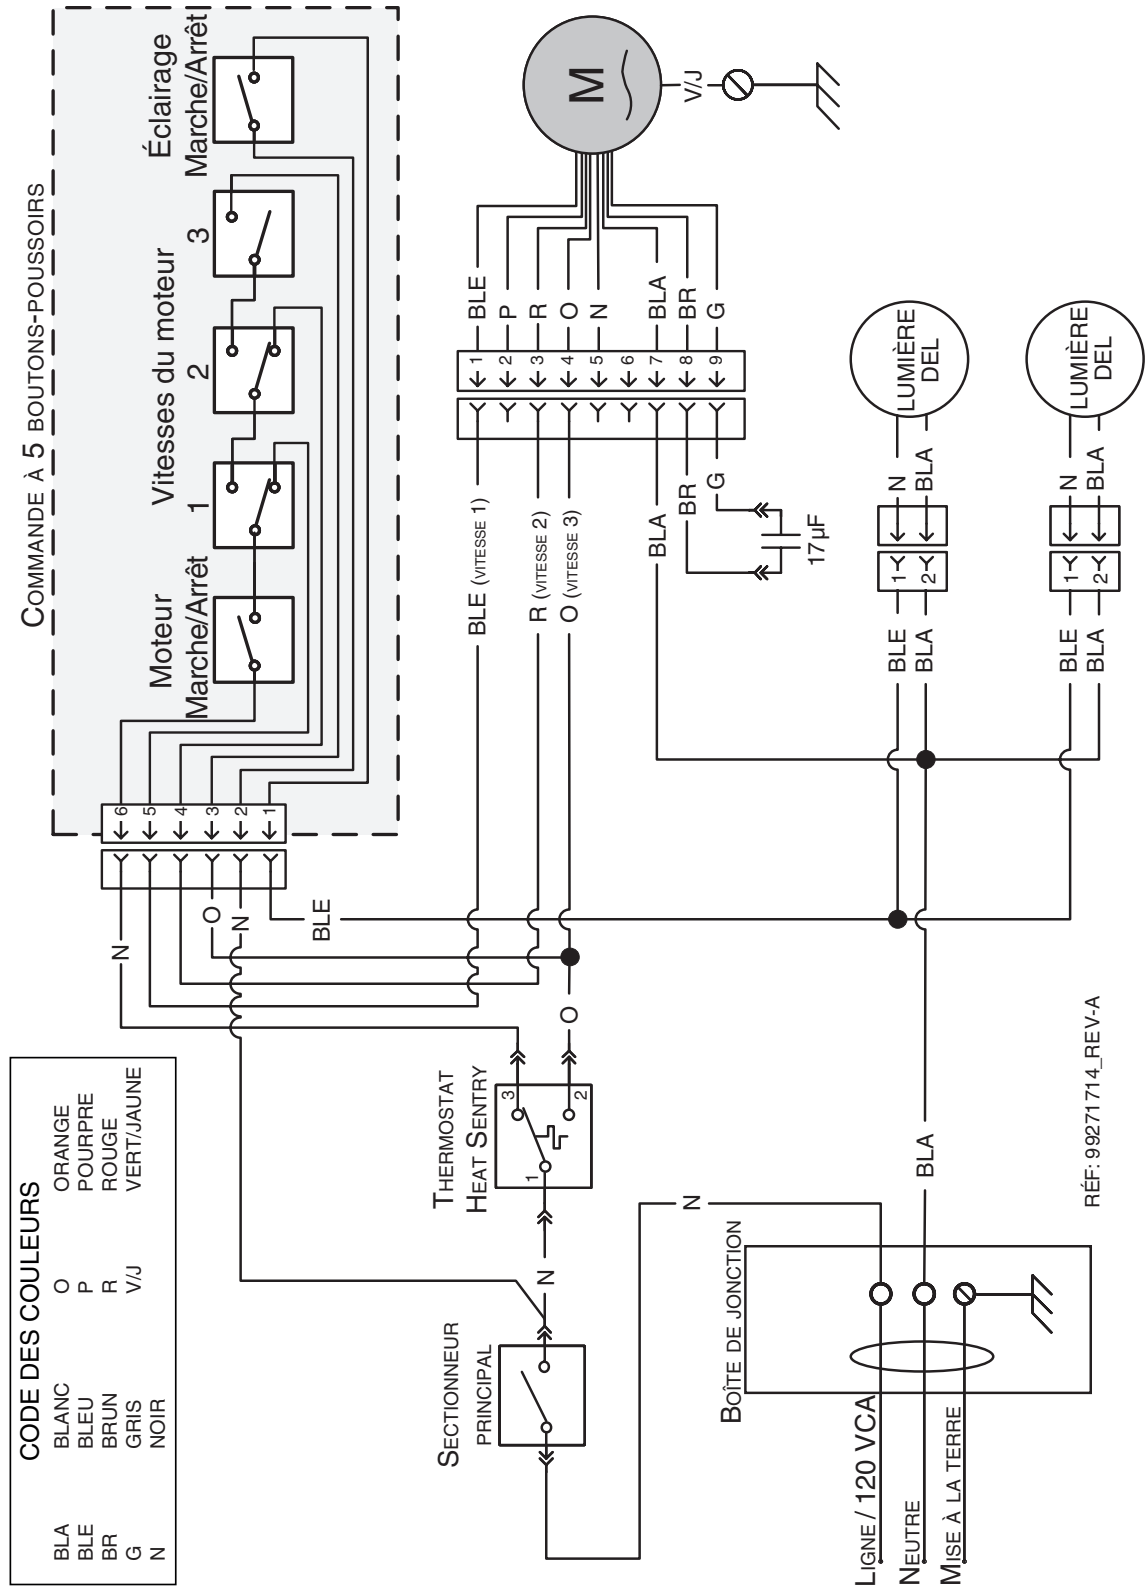 COMMANDE À 5 BOUTONS-POUSSOIRS
Moteur
Marche/Arrêt
Vitesses du moteur
1
2
3
Éclairage
Marche/Arrêt
6
5
4
3
2
1
N
O
N
BLE
CODE DES COULEURS
BLA BLANC O ORANGE
BLE BLEU P POURPRE
BR BRUN R ROUGE
G GRIS V/J VERT/JAUNE
N NOIR
M
V/J
BLE
P
R
O
N
BLA
BR
G
1
2
3
4
5
6
7
8
9
BLE (VITESSE 1)
R (VITESSE 2)
O (VITESSE 3)
BLA
BR
G
17µF
THERMOSTAT
HEAT SENTRY
1
3
2
O
N
SECTIONNEUR
PRINCIPAL
N
LUMIÈRE
DEL
N
BLA
1
2
BLE
BLA
LUMIÈRE
DEL
N
BLA
1
2
BLE
BLA
BLA
BOÎTE DE JONCTION
LIGNE / 120 VCA
NEUTRE
MISE À LA TERRE
RÉF: 99271714_REV-A